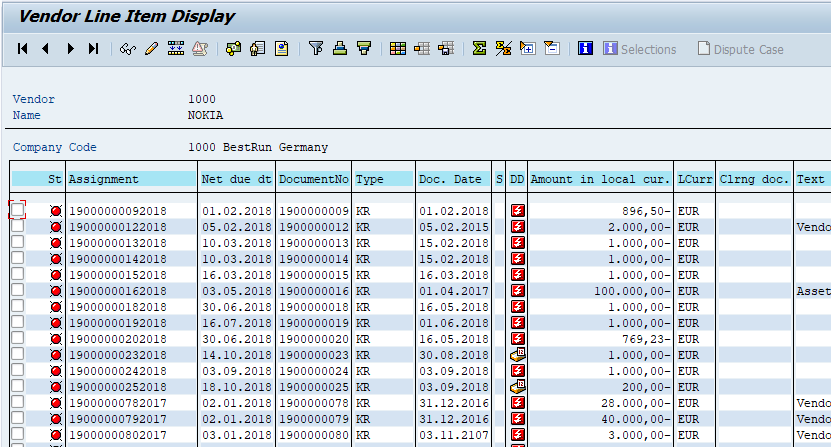 Vendor Line Item Display
Selections Dispute Case
Vendor 1000
Name NOKIA
Company Code 1000 BestRun Germany
St Assignment Net due dt DocumentNo Type Doc. Date S DD Amount in local cur. LCurr Clrng doc. Text
19000000092018 01.02.2018 1900000009 KR 01.02.2018 896,50- EUR
19000000122018 05.02.2018 1900000012 KR 05.02.2015 2.000,00- EUR Vendo
19000000132018 10.03.2018 1900000013 KR 15.02.2018 1.000,00- EUR
19000000142018 10.03.2018 1900000014 KR 15.02.2018 1.000,00- EUR
19000000152018 16.03.2018 1900000015 KR 16.03.2018 1.000,00- EUR
19000000162018 03.05.2018 1900000016 KR 01.04.2017 100.000,00- EUR Asset
19000000182018 30.06.2018 1900000018 KR 16.05.2018 1.000,00- EUR
19000000192018 16.07.2018 1900000019 KR 01.06.2018 1.000,00- EUR
19000000202018 30.06.2018 1900000020 KR 16.05.2018 769,23- EUR
19000000232018 14.10.2018 1900000023 KR 30.08.2018 1.000,00- EUR
19000000242018 03.09.2018 1900000024 KR 03.09.2018 1.000,00- EUR
19000000252018 18.10.2018 1900000025 KR 03.09.2018 200,00- EUR
19000000782017 02.01.2018 1900000078 KR 31.12.2016 28.000,00- EUR Vendo
19000000792017 02.01.2018 1900000079 KR 31.12.2016 40.000,00- EUR Vendo
19000000802017 03.01.2018 1900000080 KR 03.11.2107 3.000,00- EUR Vendo